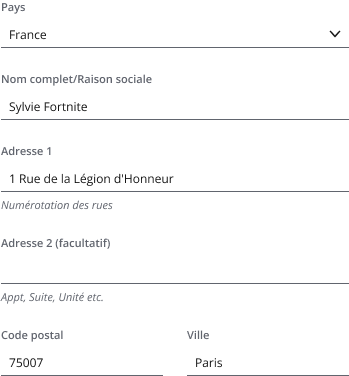 Pays
France
Nom complet/Raison sociale
Sylvie Fortnite
Adresse 1
1 Rue de la Légion d'Honneur
Numérotation des rues
Adresse 2 (facultatif)
Appt, Suite, Unité etc.
Code postal
Ville
75007
Paris